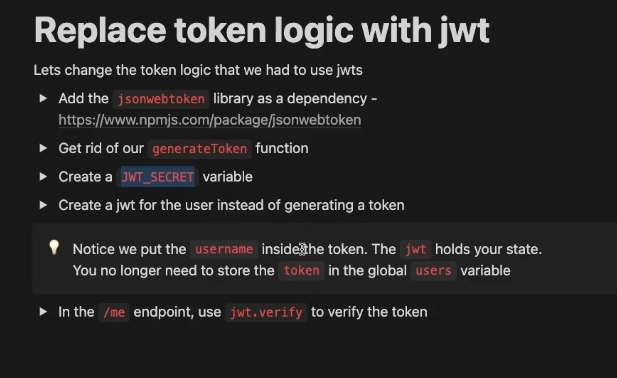 Replace token logic with jwt
Lets change the token logic that we had to use jwts
Add the jsonwebtoken library as a dependency -
https://www.npmjs.com/package/jsonwebtoken
Get rid of our generateToken function
Create a JWT_SECRET variable
Create a jwt for the user instead of generating a token
Notice we put the username inside the token. The jwt holds your state.
You no longer need to store the token in the global users variable
In the /me endpoint, use jwt.verify to verify the token